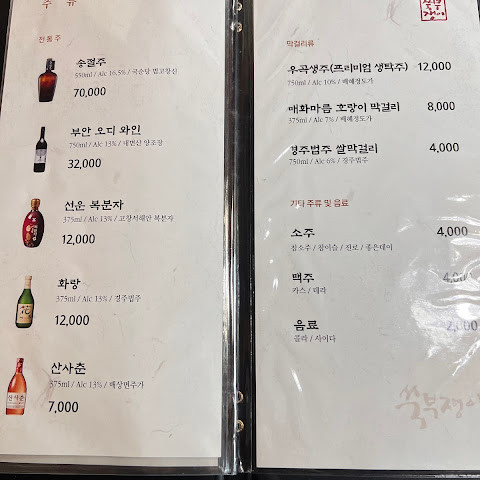 주 류
전통주
송절주
550ml / Alc 16.5% / 국순당 법고창신
70,000
부안 오디 와인
750ml / Alc 13% / 내변산 양조장
32,000
선운 복분자
375ml / Alc 13% / 고창서해안 복분자
12,000
화랑
375ml / Alc 13% / 경주법주
12,000
산사춘
375ml / Alc 13% / 배상면주가
7,000
막걸리류
우곡생주(프리미엄 생탁주) 12,000
750ml / Alc 10% / 배혜정도가
매화마름 호랑이 막걸리 8,000
375ml / Alc 7% / 배혜정도가
경주법주 쌀막걸리 4,000
750ml / Alc 6% / 경주법주
기타 주류 및 음료
소주 4,000
참소주 / 참이슬 / 진로 / 좋은데이
맥주 4,000
카스 / 테라
음료 2,000
콜라 / 사이다
쑥부쟁이